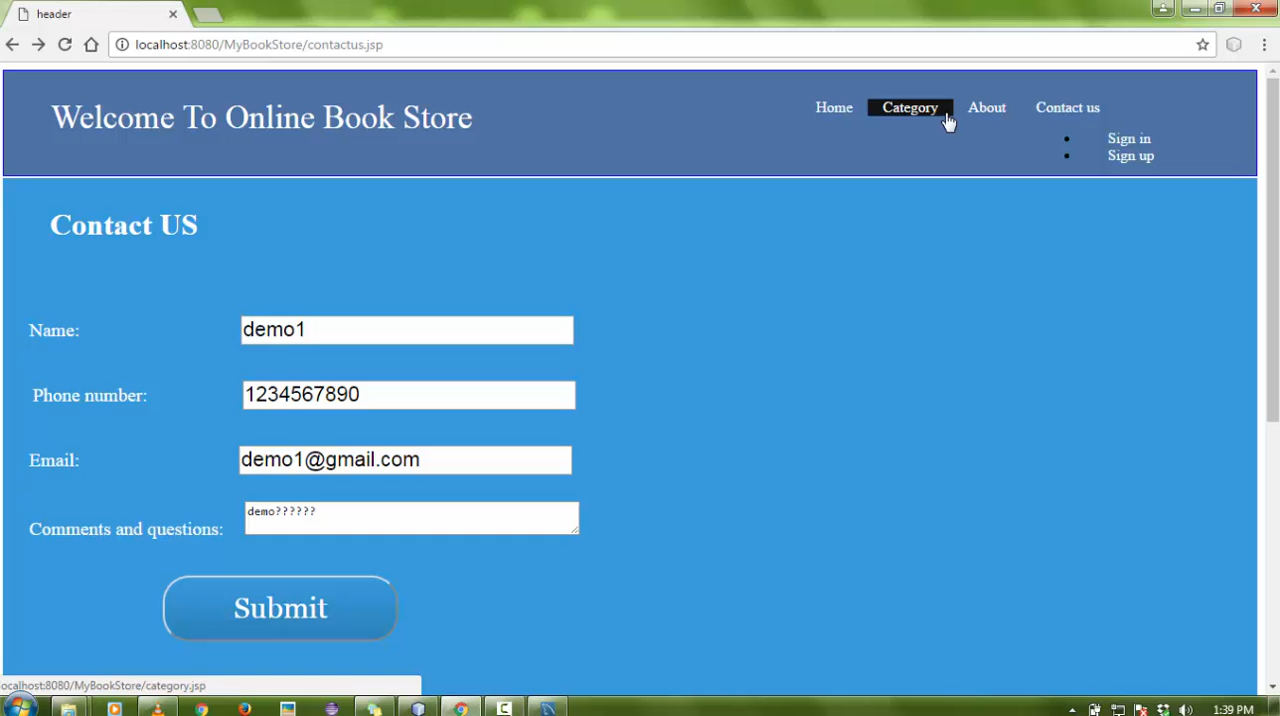 header
localhost:8080/MyBookStore/contactus.jsp
Welcome To Online Book Store
Home Category About Contact us
Sign in
Sign up
Contact US
Name: demo1
Phone number: 1234567890
Email: demo1@gmail.com
Comments and questions: demo??????
Submit
localhost:8080/MyBookStore/category.jsp
1:39 PM